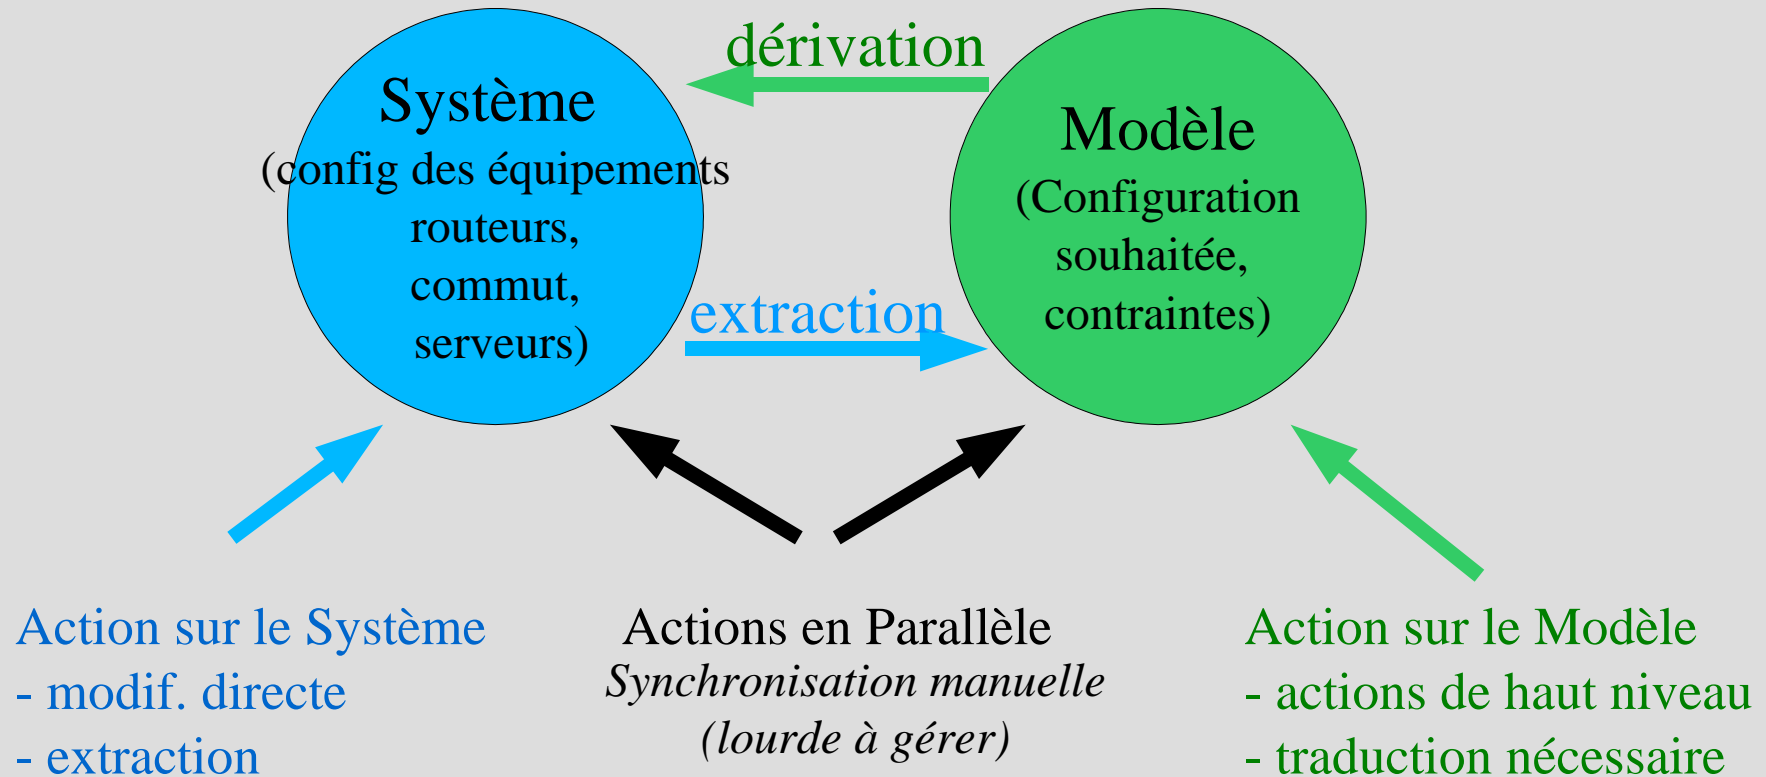 dérivation
Système
(config des équipements
routeurs,
commut,
serveurs)
Modèle
(Configuration
souhaitée,
contraintes)
extraction
Action sur le Système
- modif. directe
- extraction
Actions en Parallèle
Synchronisation manuelle
(lourde à gérer)
Action sur le Modèle
- actions de haut niveau
- traduction nécessaire